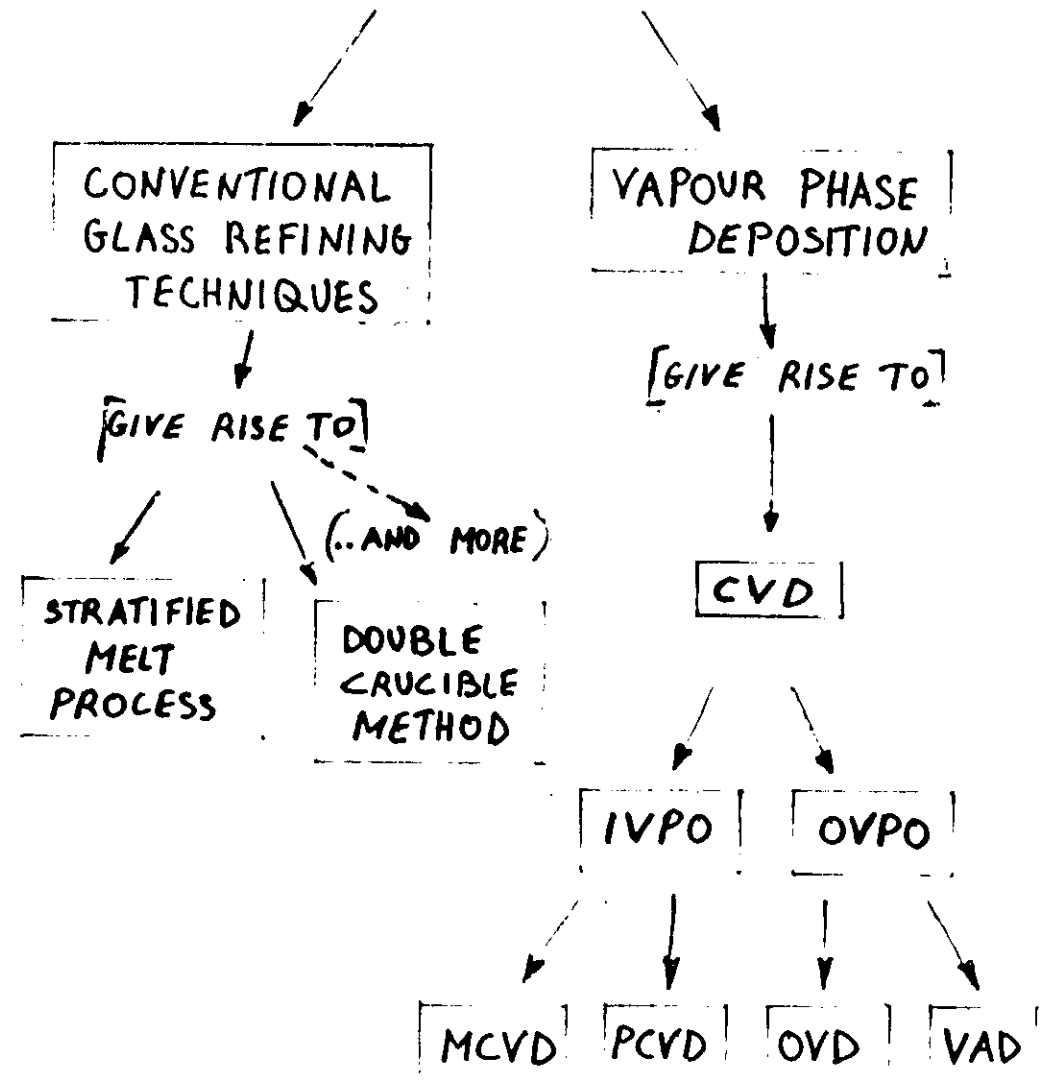 CONVENTIONAL
GLASS REFINING
TECHNIQUES
VAPOUR PHASE
DEPOSITION
[GIVE RISE TO]
[GIVE RISE TO]
(..AND MORE)
STRATIFIED
MELT
PROCESS
DOUBLE
CRUCIBLE
METHOD
CVD
IVPO
OVPO
MCVD
PCVD
OVD
VAD